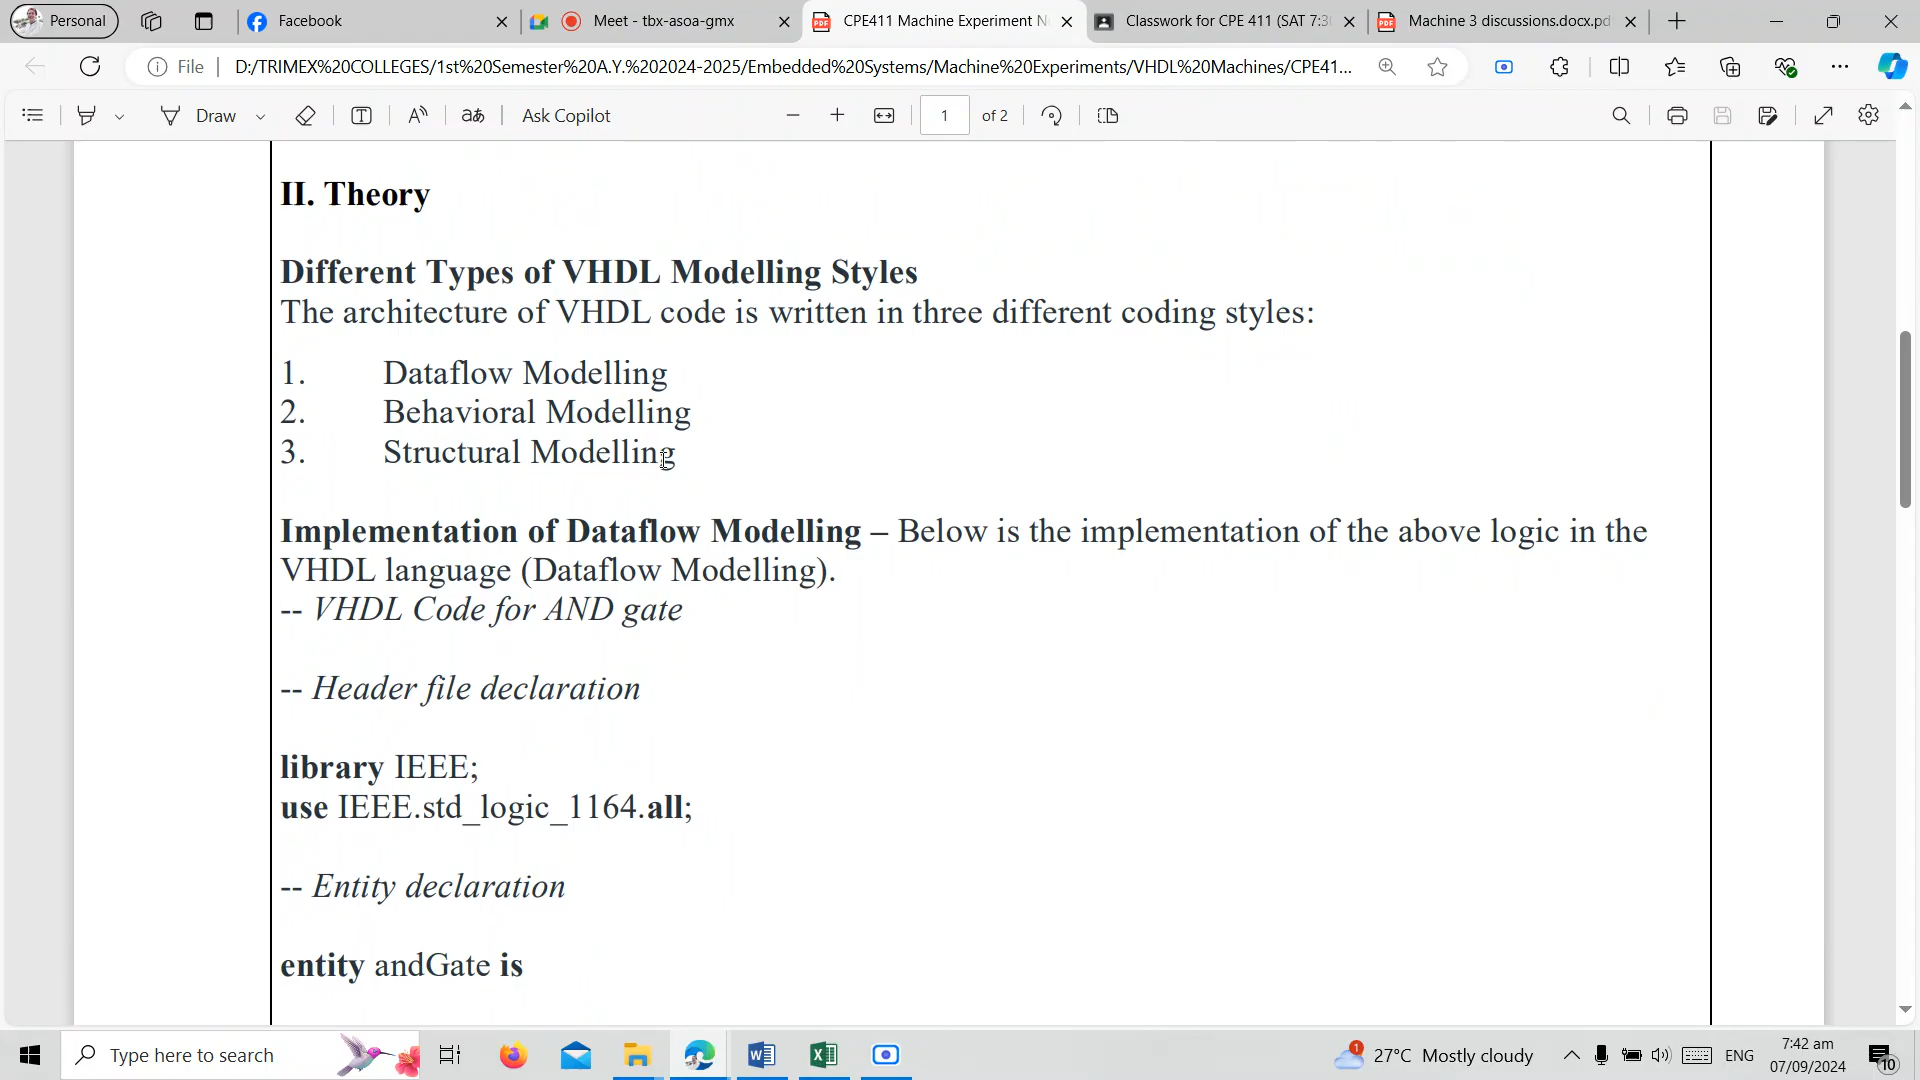 Personal
Facebook
Meet - tbx-asoa-gmx
CPE411 Machine Experiment N
Classwork for CPE 411 (SAT 7:3
Machine 3 discussions.docx.pd
File
D:/TRIMEX%20COLLEGES/1st%20Semester%20A.Y.%202024-2025/Embedded%20Systems/Machine%20Experiments/VHDL%20Machines/CPE41...
Draw
aあ
Ask Copilot
1 of 2
II. Theory
Different Types of VHDL Modelling Styles
The architecture of VHDL code is written in three different coding styles:
1. Dataflow Modelling
2. Behavioral Modelling
3. Structural Modelling
Implementation of Dataflow Modelling – Below is the implementation of the above logic in the
VHDL language (Dataflow Modelling).
-- VHDL Code for AND gate
-- Header file declaration
library IEEE;
use IEEE.std_logic_1164.all;
-- Entity declaration
entity andGate is
Type here to search
1
27°C Mostly cloudy
ENG
7:42 am
07/09/2024
10